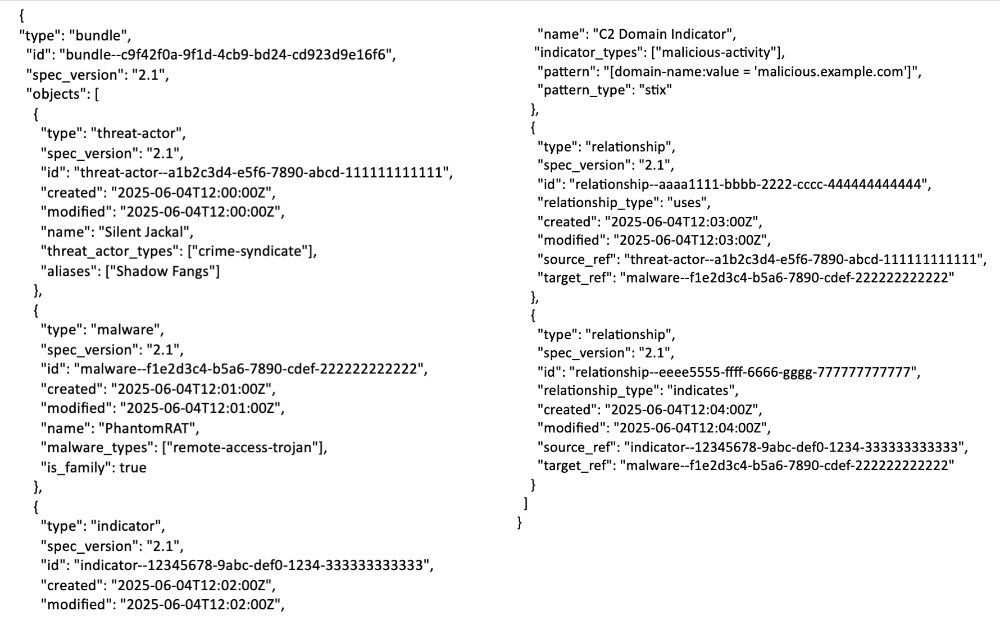 {
"type": "bundle",
"id": "bundle--c9f42f0a-9f1d-4cb9-bd24-cd923d9e16f6",
"spec_version": "2.1",
"objects": [
{
"type": "threat-actor",
"spec_version": "2.1",
"id": "threat-actor--a1b2c3d4-e5f6-7890-abcd-111111111111",
"created": "2025-06-04T12:00:00Z",
"modified": "2025-06-04T12:00:00Z",
"name": "Silent Jackal",
"threat_actor_types": ["crime-syndicate"],
"aliases": ["Shadow Fangs"]
},
{
"type": "malware",
"spec_version": "2.1",
"id": "malware--f1e2d3c4-b5a6-7890-cdef-222222222222",
"created": "2025-06-04T12:01:00Z",
"modified": "2025-06-04T12:01:00Z",
"name": "PhantomRAT",
"malware_types": ["remote-access-trojan"],
"is_family": true
},
{
"type": "indicator",
"spec_version": "2.1",
"id": "indicator--12345678-9abc-def0-1234-333333333333",
"created": "2025-06-04T12:02:00Z",
"modified": "2025-06-04T12:02:00Z",
"name": "C2 Domain Indicator",
"indicator_types": ["malicious-activity"],
"pattern": "[domain-name:value = 'malicious.example.com']",
"pattern_type": "stix"
},
{
"type": "relationship",
"spec_version": "2.1",
"id": "relationship--aaaa1111-bbbb-2222-cccc-444444444444",
"relationship_type": "uses",
"created": "2025-06-04T12:03:00Z",
"modified": "2025-06-04T12:03:00Z",
"source_ref": "threat-actor--a1b2c3d4-e5f6-7890-abcd-111111111111",
"target_ref": "malware--f1e2d3c4-b5a6-7890-cdef-222222222222"
},
{
"type": "relationship",
"spec_version": "2.1",
"id": "relationship--eeee5555-ffff-6666-gggg-777777777777",
"relationship_type": "indicates",
"created": "2025-06-04T12:04:00Z",
"modified": "2025-06-04T12:04:00Z",
"source_ref": "indicator--12345678-9abc-def0-1234-333333333333",
"target_ref": "malware--f1e2d3c4-b5a6-7890-cdef-222222222222"
}
]
}